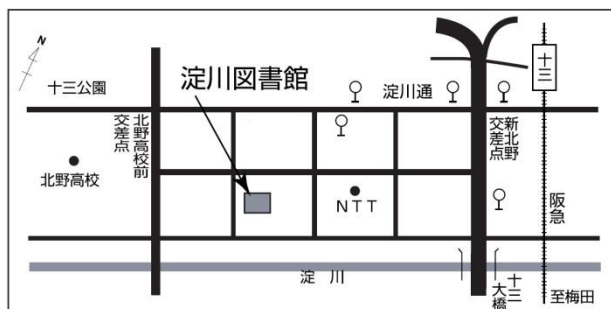 N
十三公園
淀川図書館
淀川通
十三
北野高校前
交差点
新北野
交差点
北野高校
NTT
阪急
淀 川
十三
大橋
至梅田